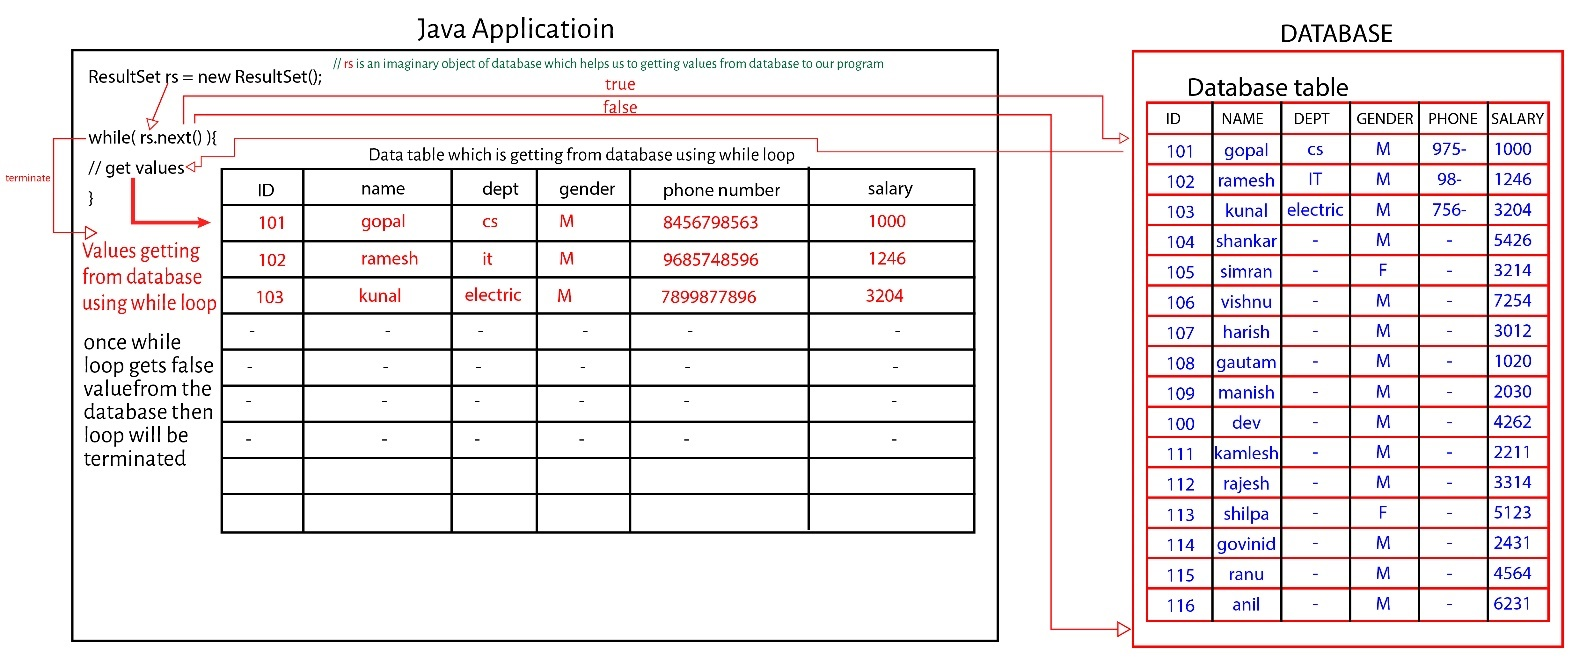 Java Applicatioin
ResultSet rs = new ResultSet();
// rs is an imaginary object of database which helps us to getting values from database to our program
true
false
while( rs.next() ){
// get values
}
terminate
Values getting
from database
using while loop
once while
loop gets false
valuefrom the
database then
loop will be
terminated
Data table which is getting from database using while loop
ID name dept gender phone number salary
101 gopal cs M 8456798563 1000
102 ramesh it M 9685748596 1246
103 kunal electric M 7899877896 3204
- - - - - -
- - - - - -
- - - - - -
- - - - - -
DATABASE
Database table
ID NAME DEPT GENDER PHONE SALARY
101 gopal cs M 975- 1000
102 ramesh IT M 98- 1246
103 kunal electric M 756- 3204
104 shankar - M - 5426
105 simran - F - 3214
106 vishnu - M - 7254
107 harish - M - 3012
108 gautam - M - 1020
109 manish - M - 2030
100 dev - M - 4262
111 kamlesh - M - 2211
112 rajesh - M - 3314
113 shilpa - F - 5123
114 govinid - M - 2431
115 ranu - M - 4564
116 anil - M - 6231